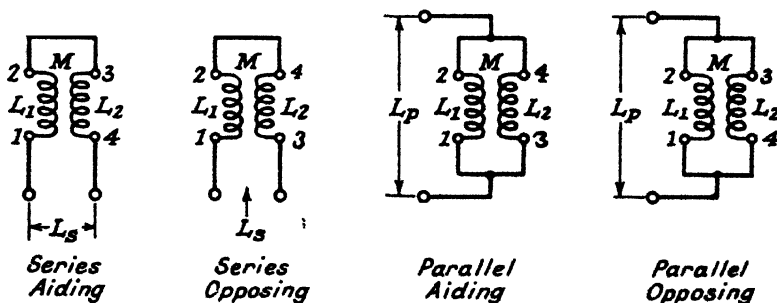 M
2 3
L1 L2
1 4
Ls
Series
Aiding
M
2 4
L1 L2
1 3
Ls
Series
Opposing
M
4
Lp L1 L2
1 3
Parallel
Aiding
M
2 3
Lp L1 L2
1 4
Parallel
Opposing